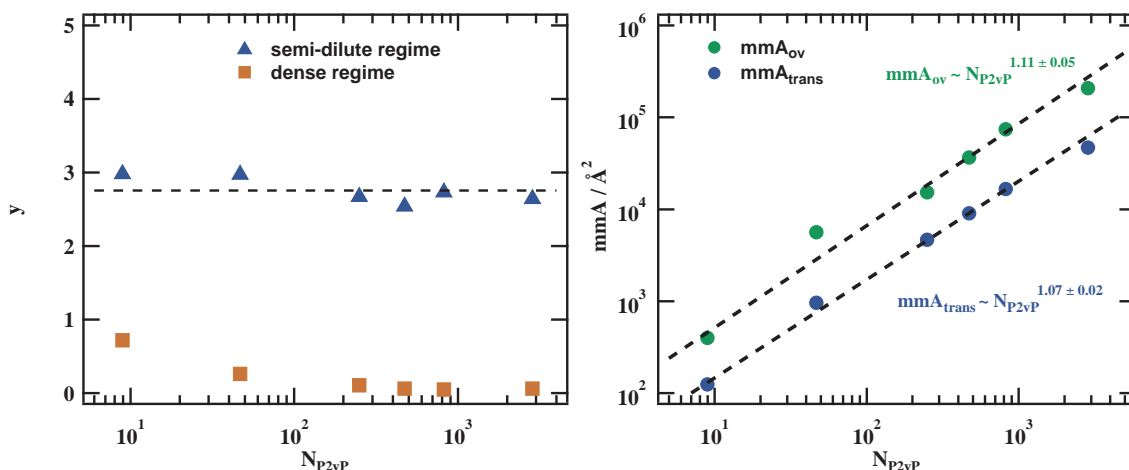 5
4
3
2
1
0
y
semi-dilute regime
dense regime
10^1
10^2
10^3
N_P2vP
10^6
10^5
10^4
10^3
10^2
mmA / Å^2
mmA_ov
mmA_trans
mmA_ov ~ N_P2vP^1.11 ± 0.05
mmA_trans ~ N_P2vP^1.07 ± 0.02
10^1
10^2
10^3
N_P2vP